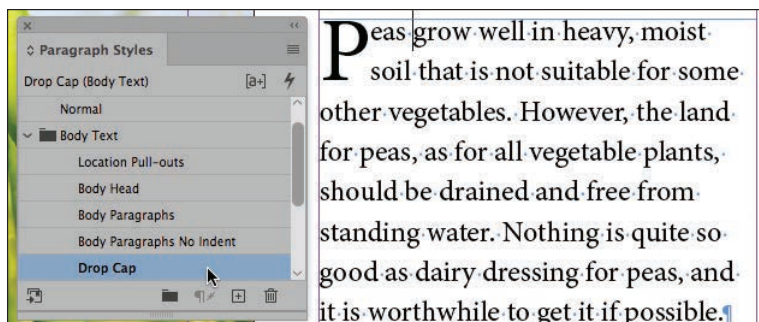 Paragraph Styles
Drop Cap (Body Text)
[a+]
Normal
Body Text
Location Pull-outs
Body Head
Body Paragraphs
Body Paragraphs No Indent
Drop Cap
Peas grow well in heavy, moist
soil that is not suitable for some
other vegetables. However, the land
for peas, as for all vegetable plants,
should be drained and free from
standing water. Nothing is quite so
good as dairy dressing for peas, and
it is worthwhile to get it if possible.¶